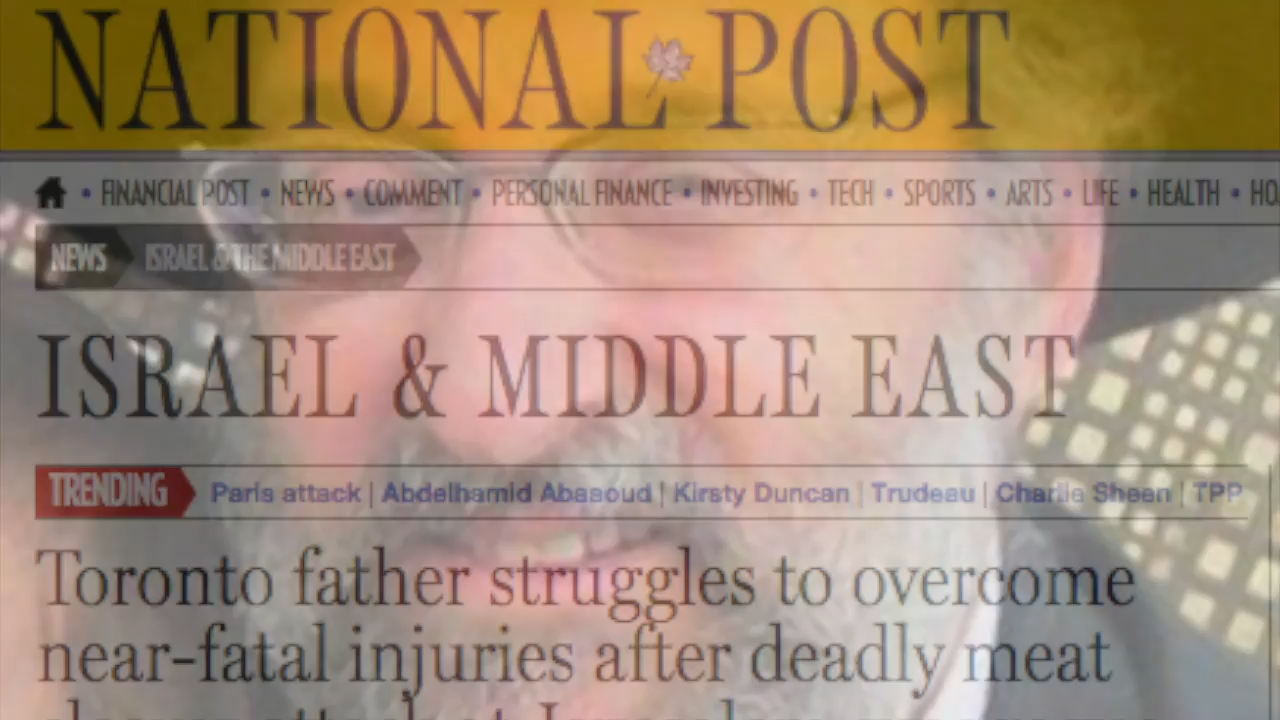 NATIONAL POST
• FINANCIAL POST • NEWS • COMMENT • PERSONAL FINANCE • INVESTING • TECH • SPORTS • ARTS • LIFE • HEALTH • HO
NEWS ISRAEL & THE MIDDLE EAST
ISRAEL & MIDDLE EAST
TRENDING Paris attack | Abdelhamid Abaaoud | Kirsty Duncan | Trudeau | Charlie Sheen | TPP
Toronto father struggles to overcome
near-fatal injuries after deadly meat